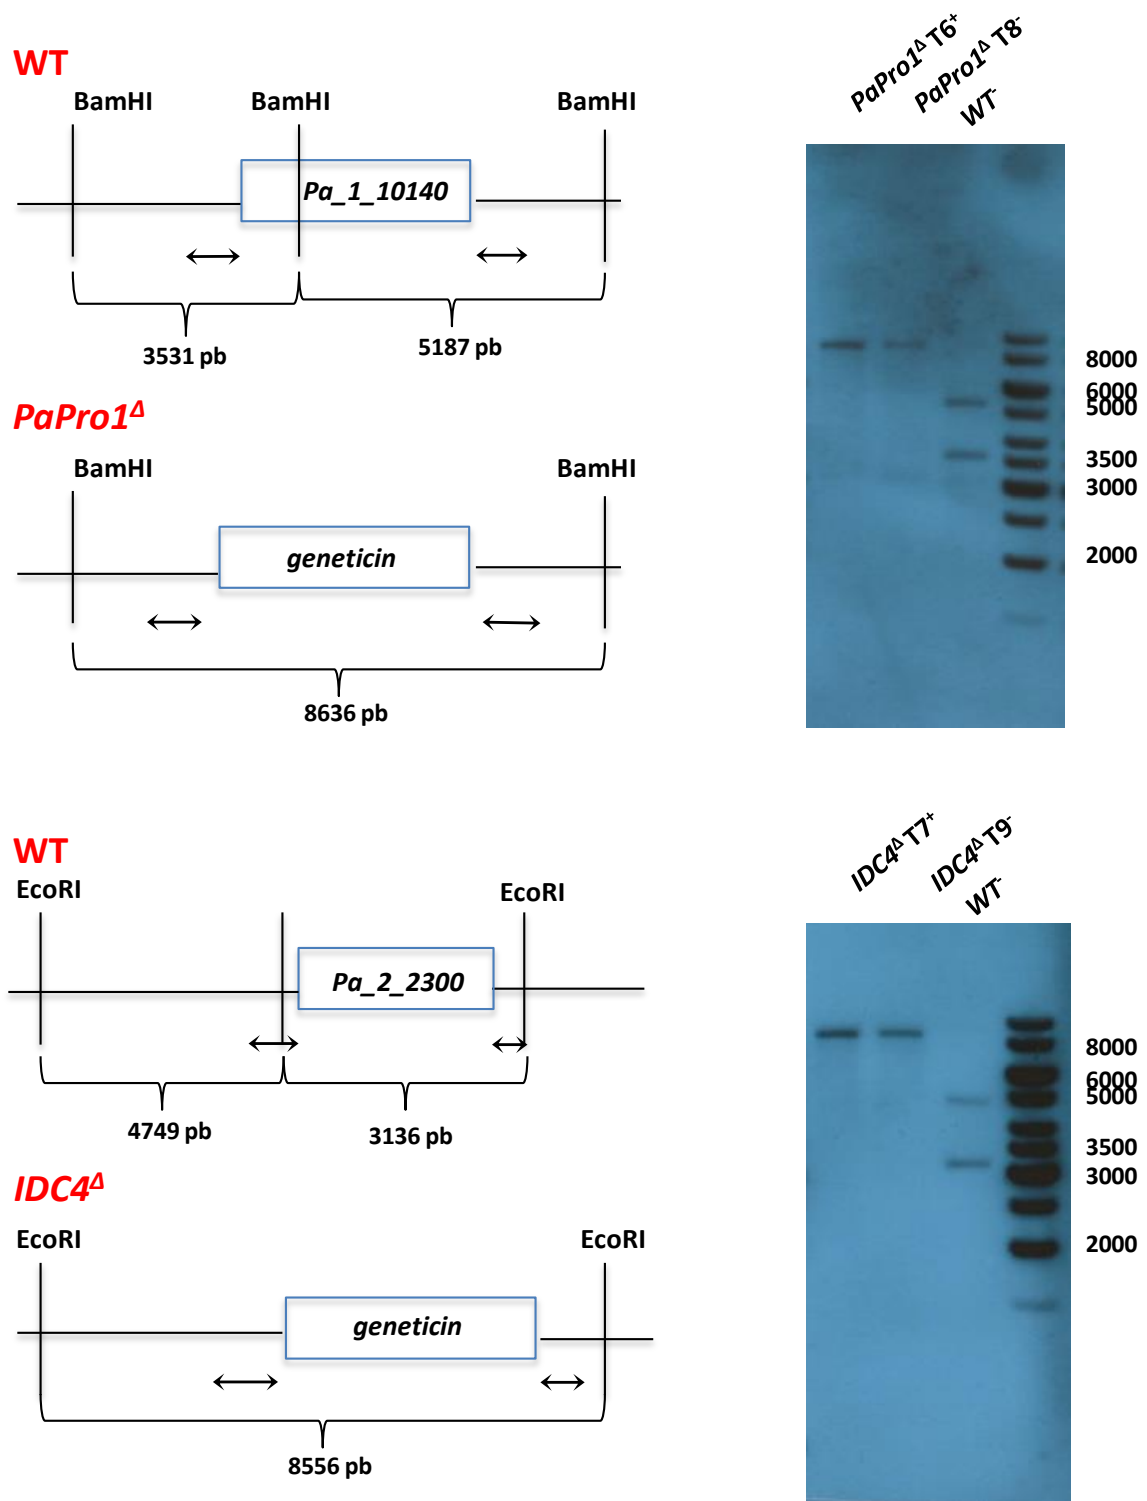 WT
BamHI BamHI BamHI
Pa_1_10140
3531 pb
5187 pb
PaPro1Δ
BamHI BamHI
geneticin
8636 pb
PaPro1Δ T6+
PaPro1Δ T8-
WT-
8000
6000
5000
3500
3000
2000
WT
EcoRI EcoRI
Pa_2_2300
4749 pb
3136 pb
IDC4Δ
EcoRI EcoRI
geneticin
8556 pb
IDC4Δ T7+
IDC4Δ T9-
WT-
8000
6000
5000
3500
3000
2000